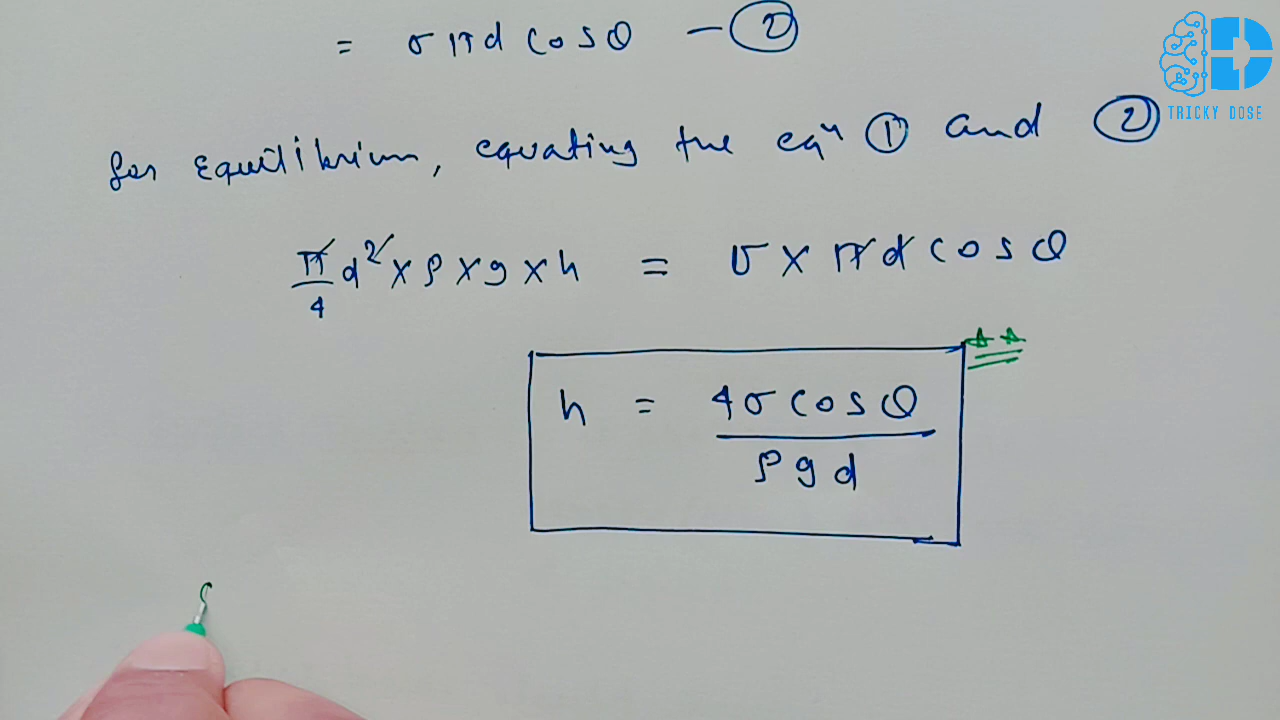 = σ π d cos θ — ②
TRICKY DOSE
for equilibrium, equating the eqⁿ ① and ②
π/4 d² × ρ × g × h = σ × π d cos θ
h = 4σ cos θ / ρ g d